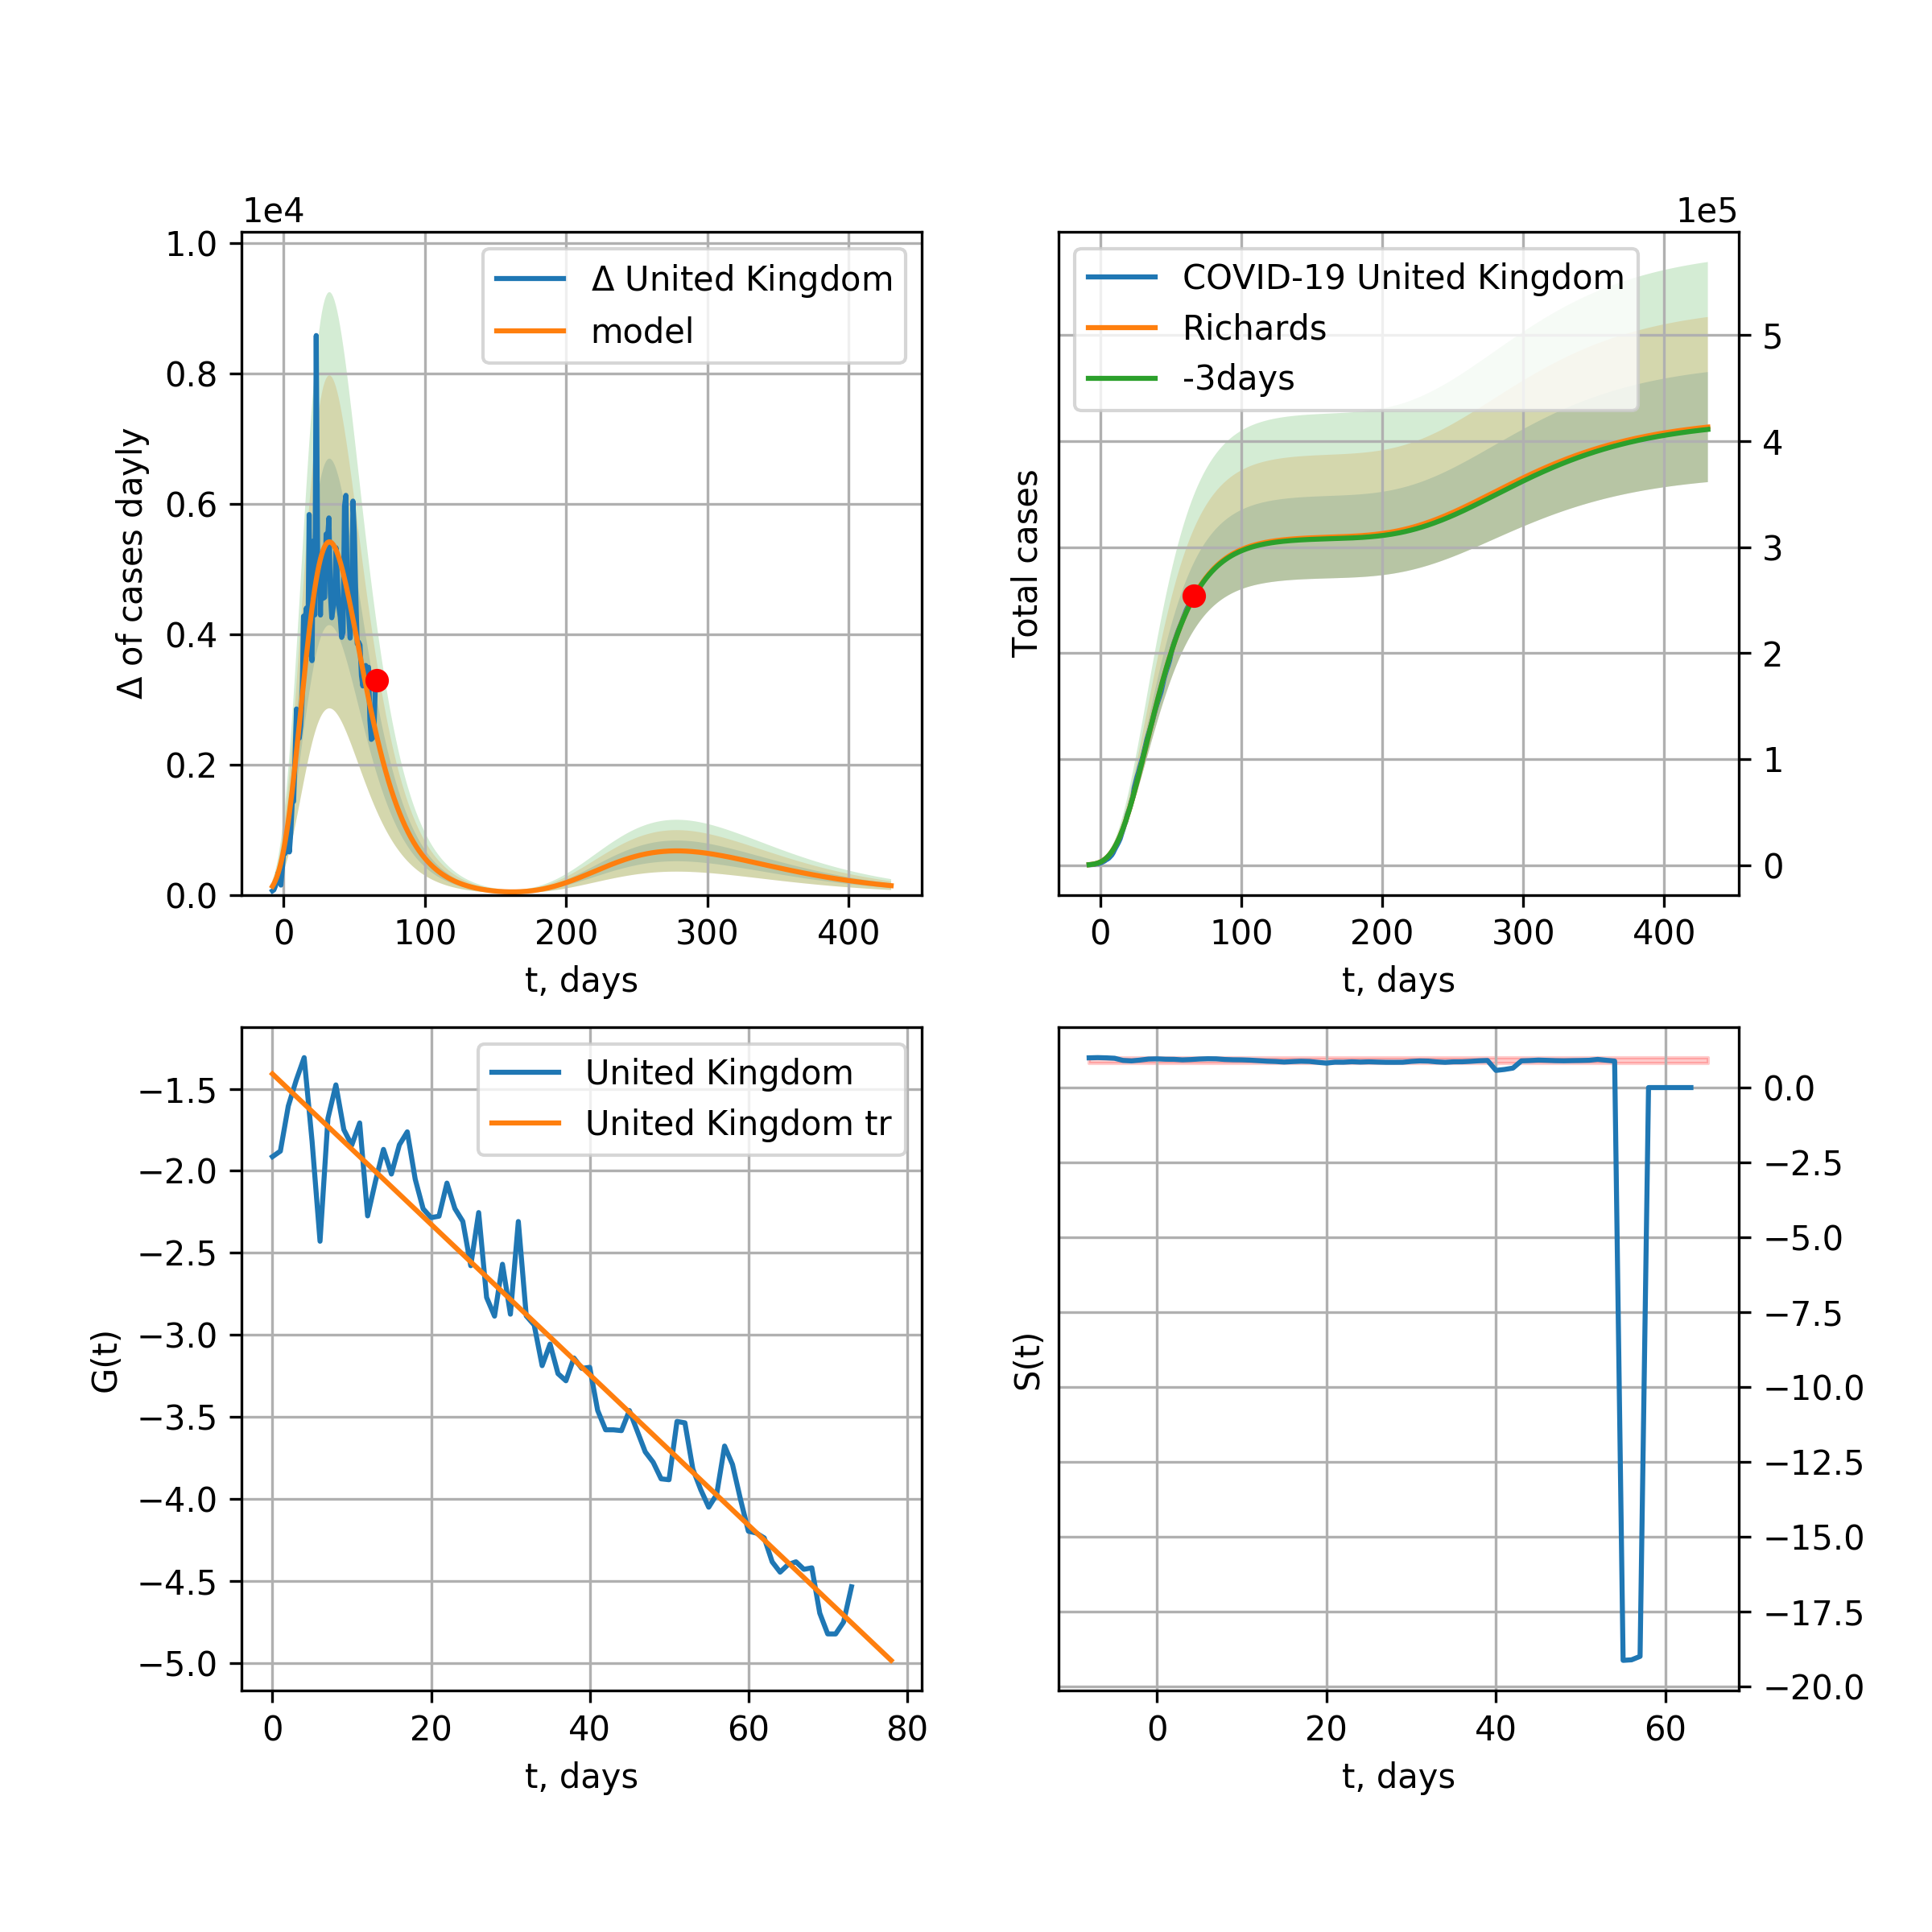 1e4
1.0
0.8
0.6
0.4
0.2
0.0
Δ of cases dayly
Δ United Kingdom
model
0 100 200 300 400
t, days
1e5
COVID-19 United Kingdom
Richards
-3days
Total cases
5
4
3
2
1
0
0 100 200 300 400
t, days
−1.5
−2.0
−2.5
−3.0
−3.5
−4.0
−4.5
−5.0
G(t)
United Kingdom
United Kingdom tr
0 20 40 60 80
t, days
S(t)
0.0
−2.5
−5.0
−7.5
−10.0
−12.5
−15.0
−17.5
−20.0
0 20 40 60
t, days